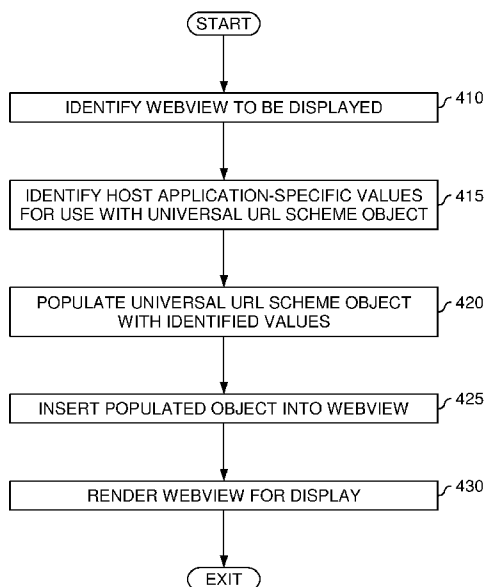 START
IDENTIFY WEBVIEW TO BE DISPLAYED
410
IDENTIFY HOST APPLICATION-SPECIFIC VALUES
FOR USE WITH UNIVERSAL URL SCHEME OBJECT
415
POPULATE UNIVERSAL URL SCHEME OBJECT
WITH IDENTIFIED VALUES
420
INSERT POPULATED OBJECT INTO WEBVIEW
425
RENDER WEBVIEW FOR DISPLAY
430
EXIT